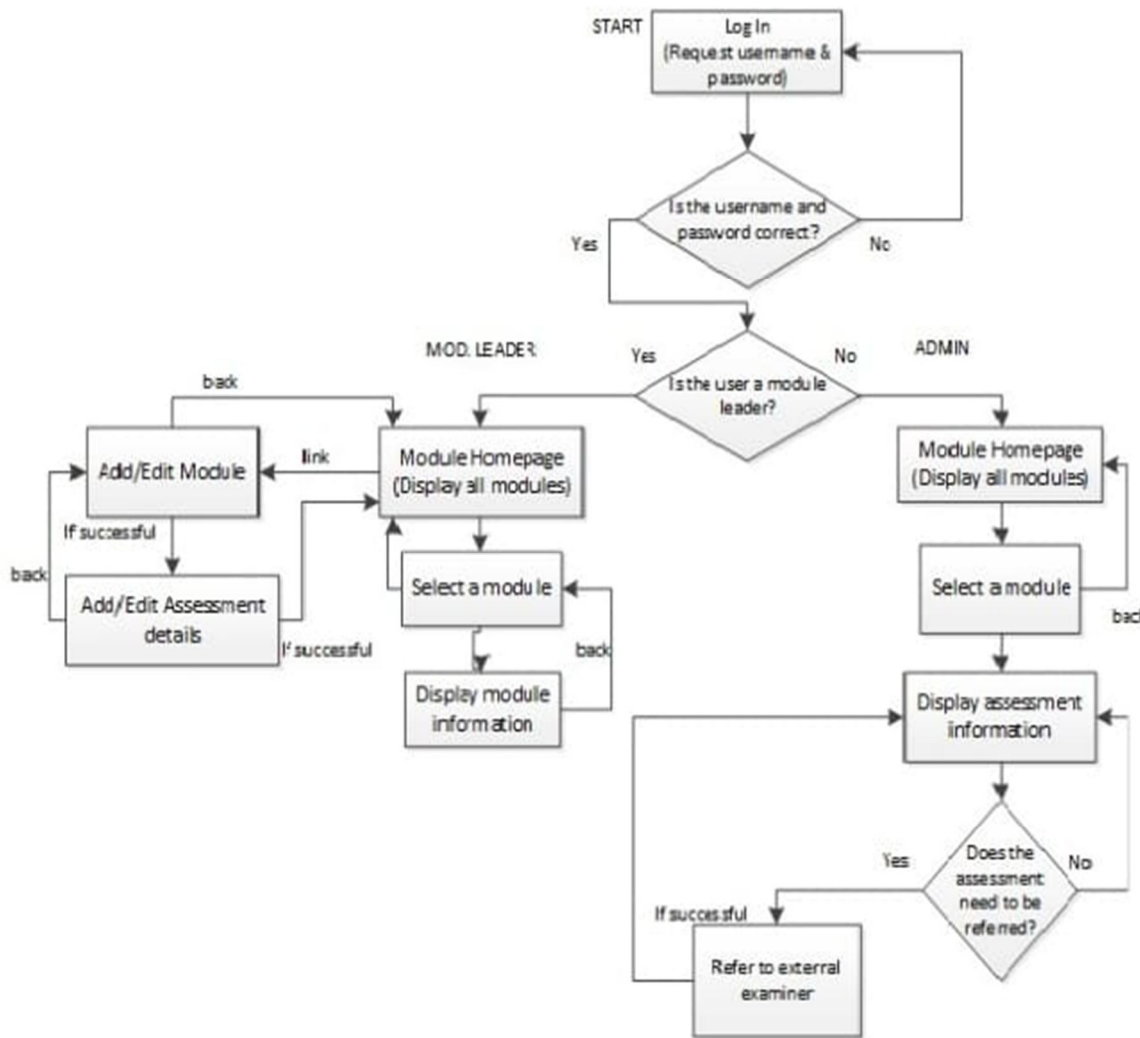 START
Log In
(Request username &
password)
Is the username and
password correct?
Yes
No
MOD. LEADER
Yes
No
ADMIN
Is the user a module
leader?
back
Add/Edit Module
link
Module Homepage
(Display all modules)
Module Homepage
(Display all modules)
If successful
back
Select a module
Select a module
back
Add/Edit Assessment
details
If successful
back
Display module
information
Display assessment
information
Yes
No
Does the
assessment
need to be
referred?
If successful
Refer to external
examiner